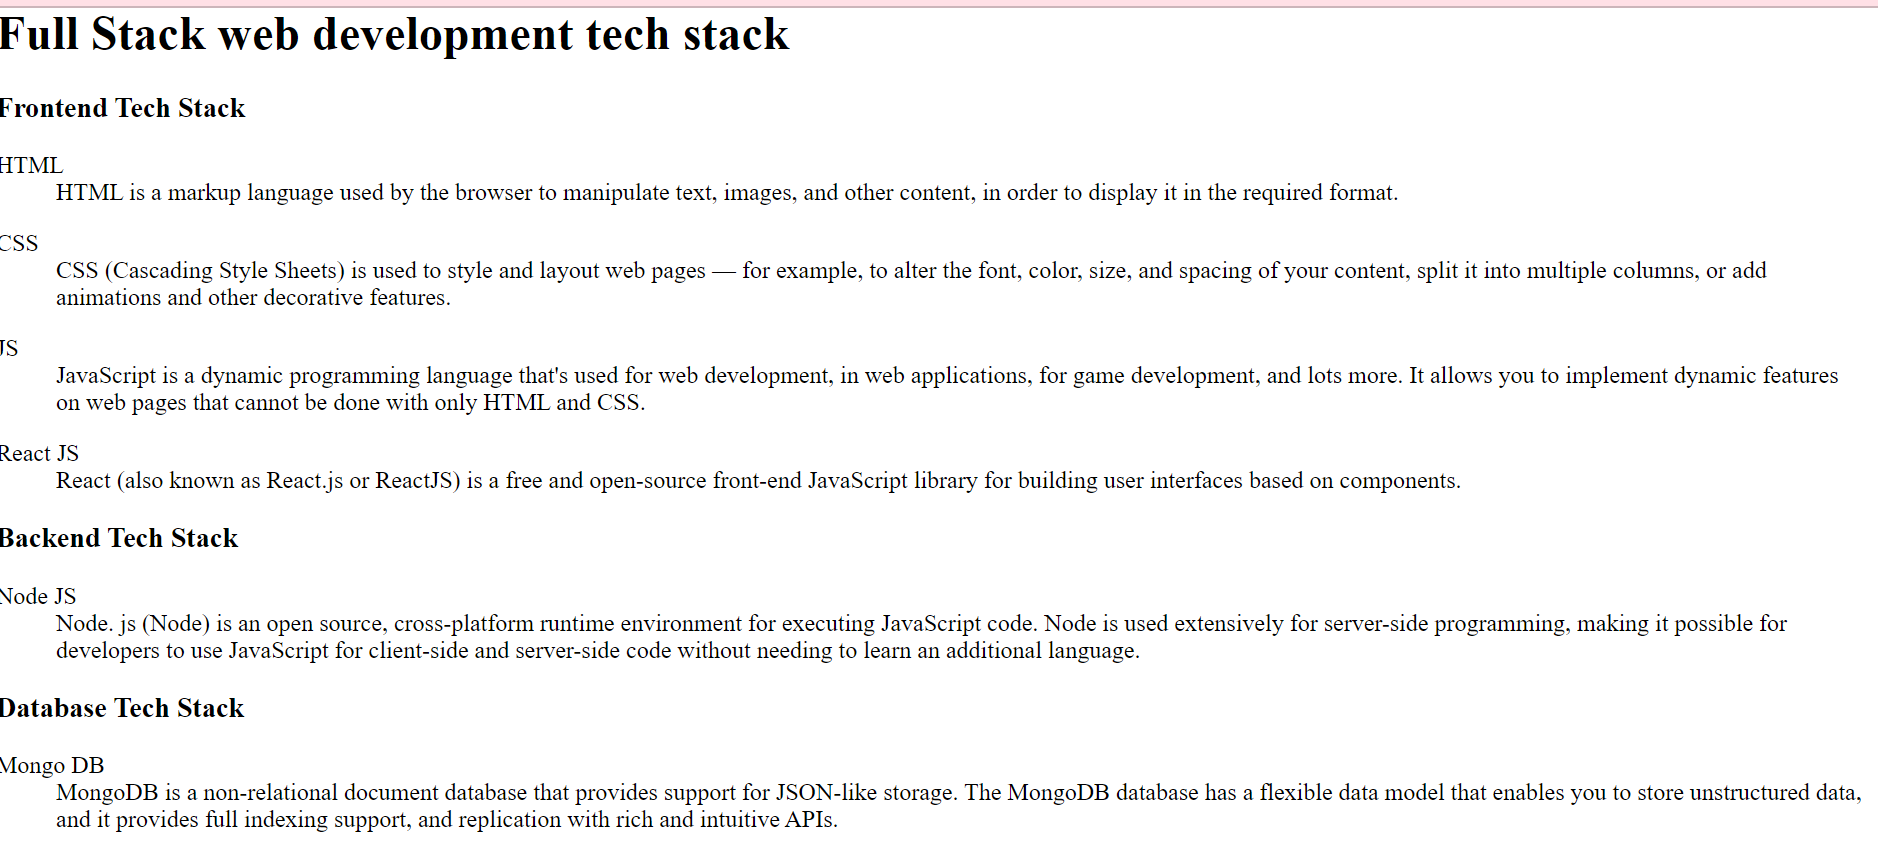 Full Stack web development tech stack
Frontend Tech Stack
HTML
HTML is a markup language used by the browser to manipulate text, images, and other content, in order to display it in the required format.
CSS
CSS (Cascading Style Sheets) is used to style and layout web pages — for example, to alter the font, color, size, and spacing of your content, split it into multiple columns, or add
animations and other decorative features.
JS
JavaScript is a dynamic programming language that's used for web development, in web applications, for game development, and lots more. It allows you to implement dynamic features
on web pages that cannot be done with only HTML and CSS.
React JS
React (also known as React.js or ReactJS) is a free and open-source front-end JavaScript library for building user interfaces based on components.
Backend Tech Stack
Node JS
Node. js (Node) is an open source, cross-platform runtime environment for executing JavaScript code. Node is used extensively for server-side programming, making it possible for
developers to use JavaScript for client-side and server-side code without needing to learn an additional language.
Database Tech Stack
Mongo DB
MongoDB is a non-relational document database that provides support for JSON-like storage. The MongoDB database has a flexible data model that enables you to store unstructured data,
and it provides full indexing support, and replication with rich and intuitive APIs.